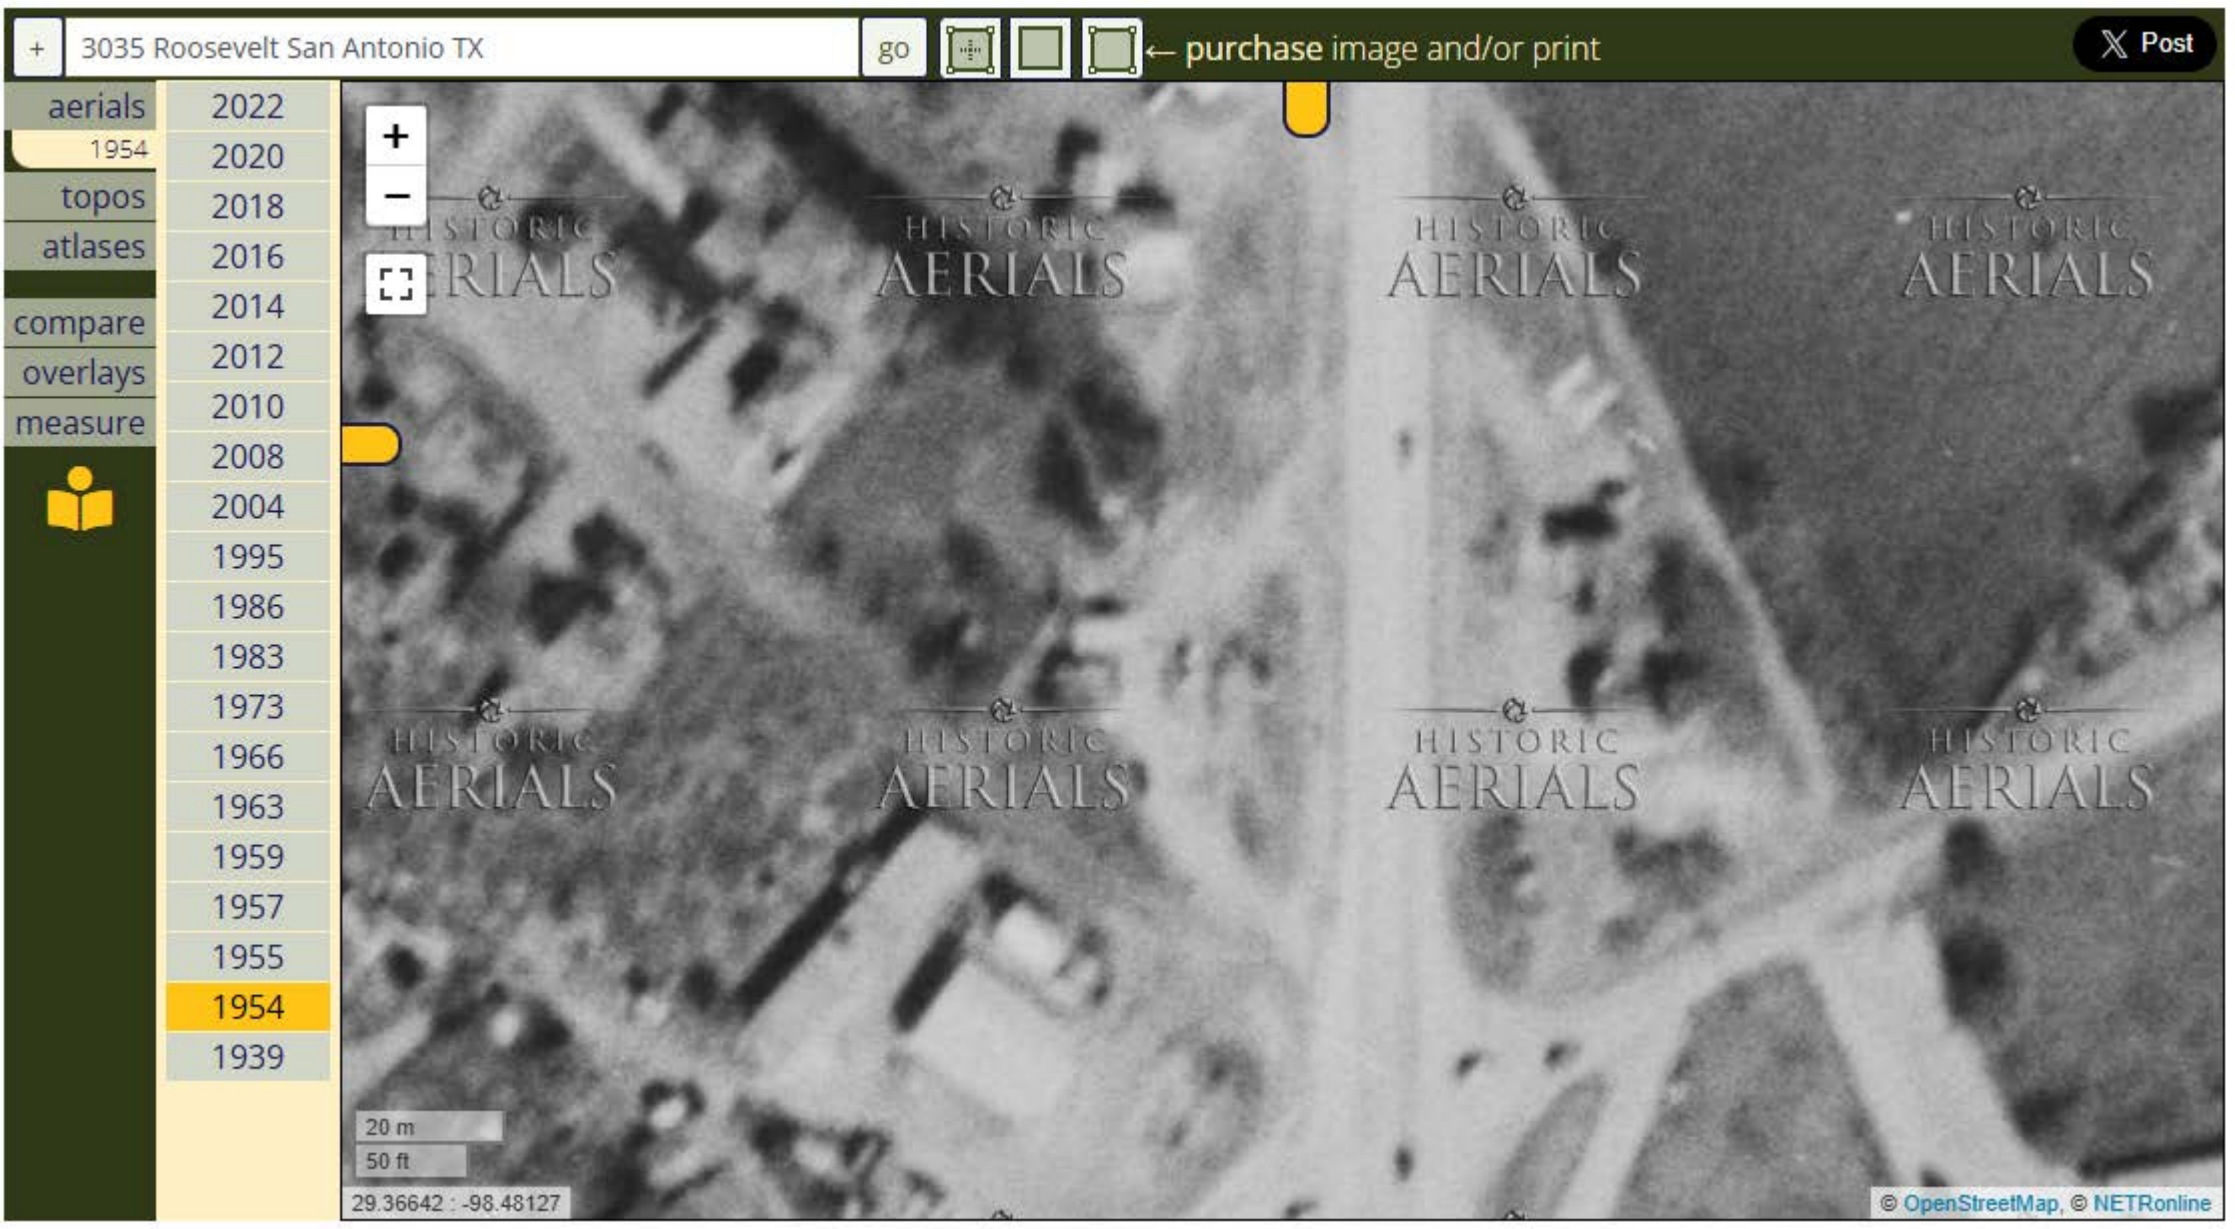 + 3035 Roosevelt San Antonio TX go ← purchase image and/or print X Post
aerials
1954
topos
atlases
compare
overlays
measure
2022
2020
2018
2016
2014
2012
2010
2008
2004
1995
1986
1983
1973
1966
1963
1959
1957
1955
1954
1939
+
−
HISTORIC
ERIALS
HISTORIC
AERIALS
HISTORIC
AERIALS
HISTORIC
AERIALS
HISTORIC
AERIALS
HISTORIC
AERIALS
HISTORIC
AERIALS
HISTORIC
AERIALS
20 m
50 ft
29.36642 : -98.48127
© OpenStreetMap, © NETRonline